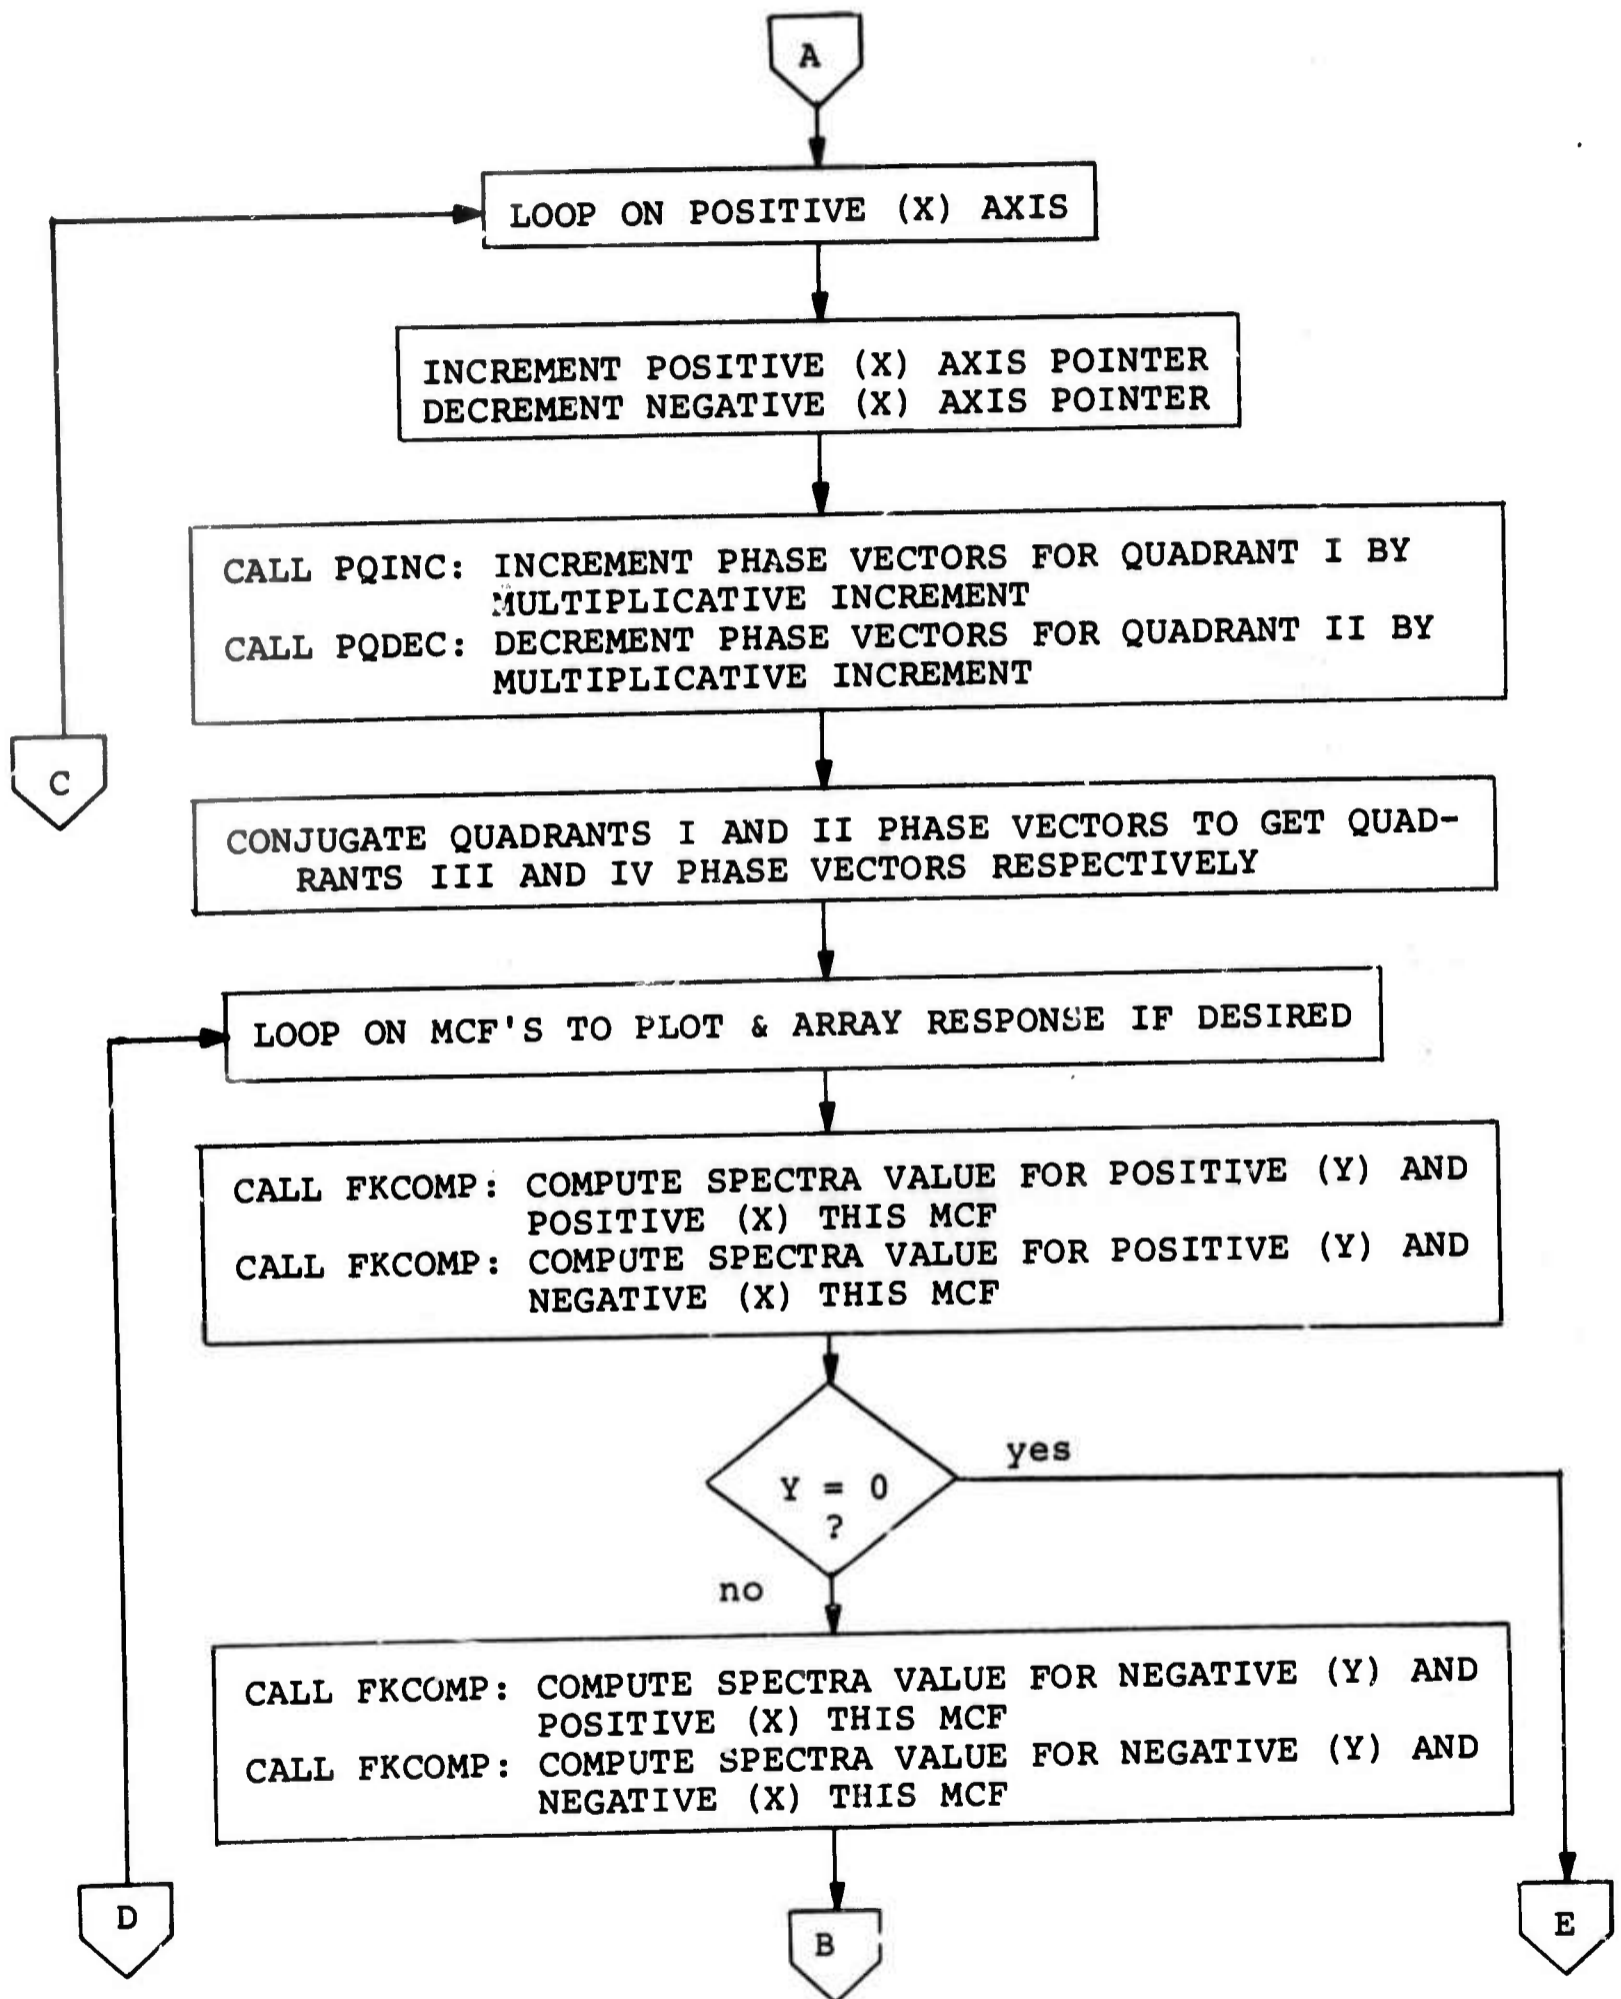 A
LOOP ON POSITIVE (X) AXIS
INCREMENT POSITIVE (X) AXIS POINTER
DECREMENT NEGATIVE (X) AXIS POINTER
CALL PQINC: INCREMENT PHASE VECTORS FOR QUADRANT I BY
MULTIPLICATIVE INCREMENT
CALL PQDEC: DECREMENT PHASE VECTORS FOR QUADRANT II BY
MULTIPLICATIVE INCREMENT
C
CONJUGATE QUADRANTS I AND II PHASE VECTORS TO GET QUAD-
RANTS III AND IV PHASE VECTORS RESPECTIVELY
LOOP ON MCF'S TO PLOT & ARRAY RESPONSE IF DESIRED
CALL FKCOMP: COMPUTE SPECTRA VALUE FOR POSITIVE (Y) AND
POSITIVE (X) THIS MCF
CALL FKCOMP: COMPUTE SPECTRA VALUE FOR POSITIVE (Y) AND
NEGATIVE (X) THIS MCF
yes
Y = 0
?
no
CALL FKCOMP: COMPUTE SPECTRA VALUE FOR NEGATIVE (Y) AND
POSITIVE (X) THIS MCF
CALL FKCOMP: COMPUTE SPECTRA VALUE FOR NEGATIVE (Y) AND
NEGATIVE (X) THIS MCF
D
B
E